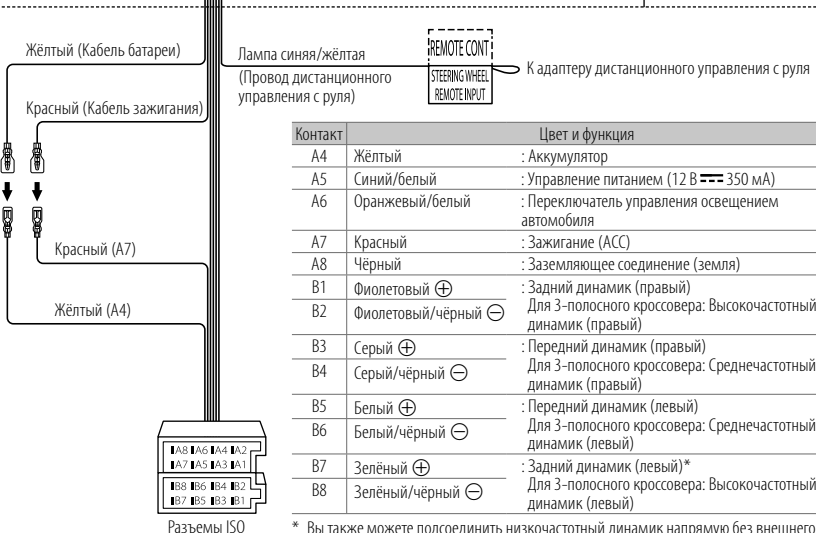 Жёлтый (Кабель батареи)
Лампа синяя/жёлтая
(Провод дистанционного
управления с руля)
REMOTE CONT
STEERING WHEEL
REMOTE INPUT
К адаптеру дистанционного управления с руля
Красный (Кабель зажигания)
Красный (A7)
Жёлтый (A4)
A8 A6 A4 A2
A7 A5 A3 A1
B8 B6 B4 B2
B7 B5 B3 B1
Разъемы ISO
Контакт Цвет и функция
A4 Жёлтый : Аккумулятор
A5 Синий/белый : Управление питанием (12 В ⎓ 350 мА)
A6 Оранжевый/белый : Переключатель управления освещением
автомобиля
A7 Красный : Зажигание (ACC)
A8 Чёрный : Заземляющее соединение (земля)
B1 Фиолетовый ⊕ : Задний динамик (правый)
B2 Фиолетовый/чёрный ⊖ Для 3-полосного кроссовера: Высокочастотный
динамик (правый)
B3 Серый ⊕ : Передний динамик (правый)
B4 Серый/чёрный ⊖ Для 3-полосного кроссовера: Среднечастотный
динамик (правый)
B5 Белый ⊕ : Передний динамик (левый)
B6 Белый/чёрный ⊖ Для 3-полосного кроссовера: Среднечастотный
динамик (левый)
B7 Зелёный ⊕ : Задний динамик (левый)*
B8 Зелёный/чёрный ⊖ Для 3-полосного кроссовера: Высокочастотный
динамик (левый)
* Вы также можете подсоединить низкочастотный динамик напрямую без внешнего